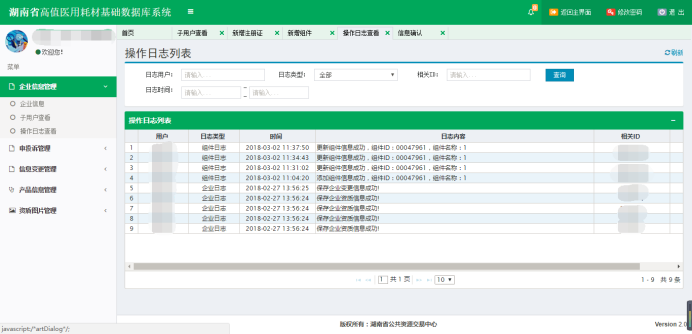 湖南省高值医用耗材基础数据库系统
返回主界面 修改密码 退 出
欢迎您!
首页 子用户查看 新增注册证 新增组件 操作日志查看 信息确认
菜单
企业信息管理
企业信息
子用户查看
操作日志查看
申投诉管理
信息变更管理
产品信息管理
资质图片管理
操作日志列表 刷新
日志用户: 请输入 日志类型: 全部 相关ID: 请输入 ... 查询
日志时间: 请输入 - 请输入
操作日志列表
用户 日志类型 时间 日志内容 相关ID
1 组件日志 2018-03-02 11:37:50 更新组件信息成功，组件ID：00047961，组件名称：1
2 组件日志 2018-03-02 11:34:43 更新组件信息成功，组件ID：00047961，组件名称：1
3 组件日志 2018-03-02 11:31:02 更新组件信息成功，组件ID：00047961，组件名称：1
4 组件日志 2018-03-02 11:04:20 添加组件信息成功，组件ID：00047961，组件名称：1
5 企业日志 2018-02-27 13:56:25 保存企业变更信息成功!
6 企业日志 2018-02-27 13:56:24 保存企业资质信息成功!
7 企业日志 2018-02-27 13:56:24 保存企业资质信息成功!
8 企业日志 2018-02-27 13:56:24 保存企业资质信息成功!
9 企业日志 2018-02-27 13:56:24 保存企业资质信息成功!
1 共 1 页 10 1 - 9 共 9 条
版权所有：湖南省公共资源交易中心 Version 2.0
javascript:/*artDialog*/;